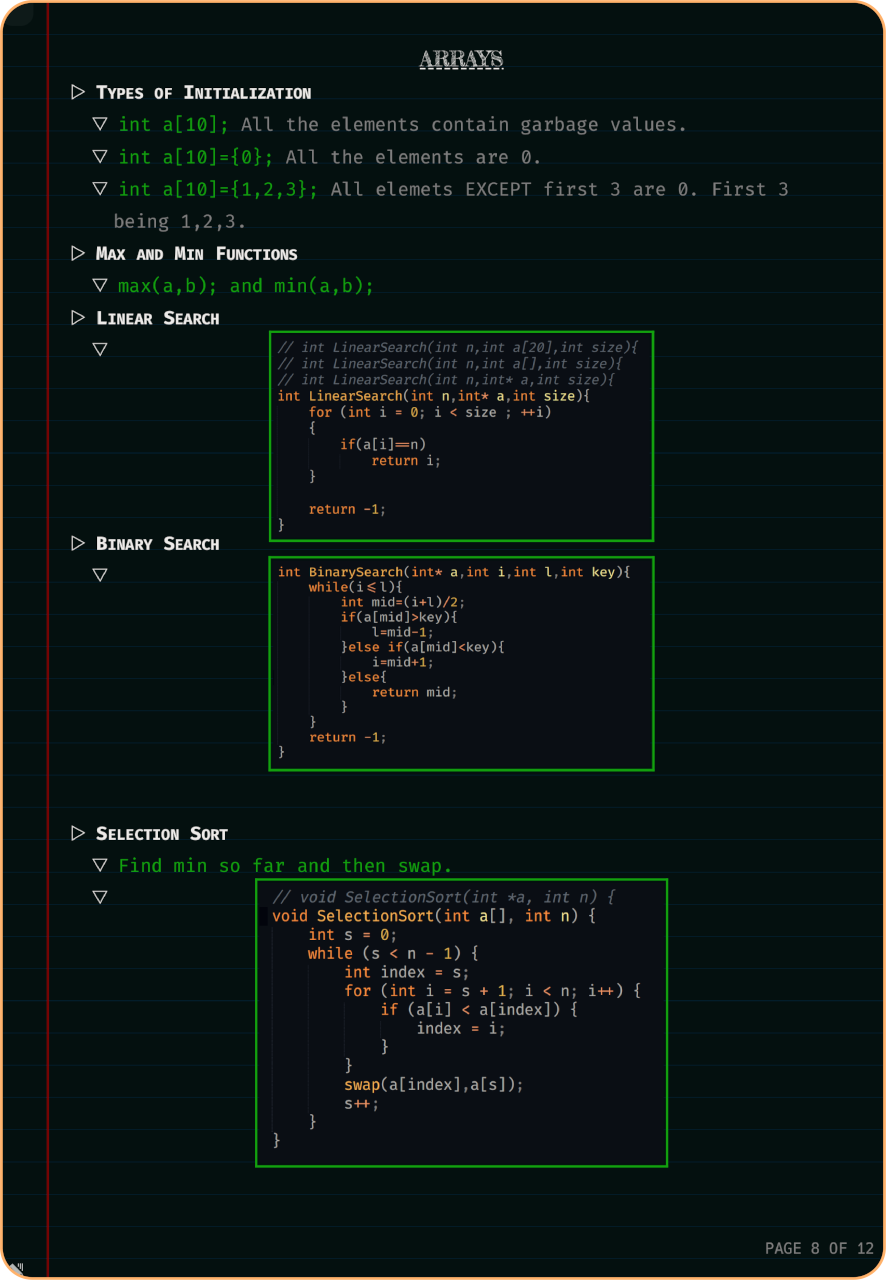 ARRAYS
▷ TYPES OF INITIALIZATION
▽ int a[10]; All the elements contain garbage values.
▽ int a[10]={0}; All the elements are 0.
▽ int a[10]={1,2,3}; All elemets EXCEPT first 3 are 0. First 3
being 1,2,3.
▷ MAX AND MIN FUNCTIONS
▽ max(a,b); and min(a,b);
▷ LINEAR SEARCH
▽
// int LinearSearch(int n,int a[20],int size){
// int LinearSearch(int n,int a[],int size){
// int LinearSearch(int n,int* a,int size){
int LinearSearch(int n,int* a,int size){
for (int i = 0; i < size ; ++i)
{
if(a[i]==n)
return i;
}
return -1;
}
▷ BINARY SEARCH
▽
int BinarySearch(int* a,int i,int l,int key){
while(i<=l){
int mid=(i+l)/2;
if(a[mid]>key){
l=mid-1;
}else if(a[mid]<key){
i=mid+1;
}else{
return mid;
}
}
return -1;
}
▷ SELECTION SORT
▽ Find min so far and then swap.
▽
// void SelectionSort(int *a, int n) {
void SelectionSort(int a[], int n) {
int s = 0;
while (s < n - 1) {
int index = s;
for (int i = s + 1; i < n; i++) {
if (a[i] < a[index]) {
index = i;
}
}
swap(a[index],a[s]);
s++;
}
}
PAGE 8 OF 12